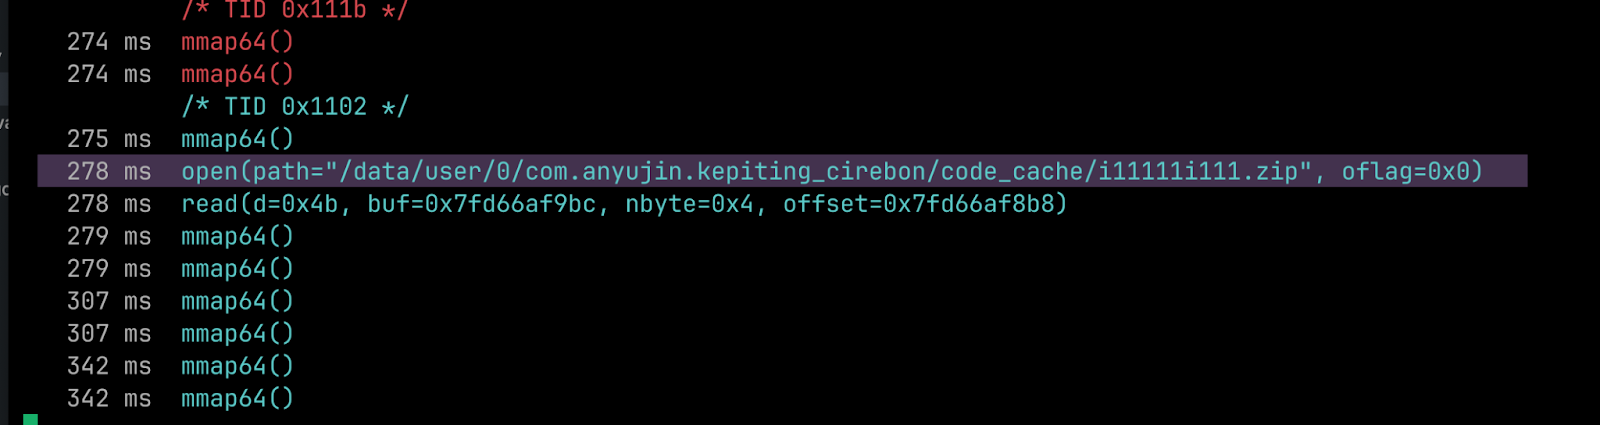 /* TID 0x111b */
274 ms mmap64()
274 ms mmap64()
/* TID 0x1102 */
275 ms mmap64()
278 ms open(path="/data/user/0/com.anyujin.kepiting_cirebon/code_cache/i11111i111.zip", oflag=0x0)
278 ms read(d=0x4b, buf=0x7fd66af9bc, nbyte=0x4, offset=0x7fd66af8b8)
279 ms mmap64()
279 ms mmap64()
307 ms mmap64()
307 ms mmap64()
342 ms mmap64()
342 ms mmap64()